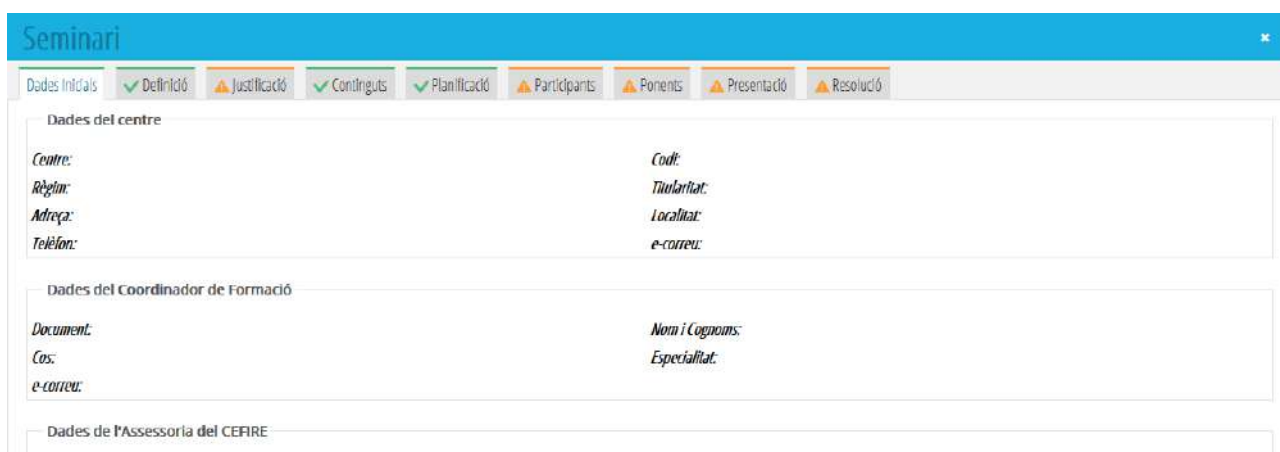 Seminari
Dades Inicials Definició Justificació Continguts Planificació Participants Ponents Presentació Resolució
Dades del centre
Centre: Codi:
Règim: Titularitat:
Adreça: Localitat:
Telèfon: e-correu:
Dades del Coordinador de Formació
Document: Nom i Cognoms:
Cos: Especialitat:
e-correu:
Dades de l'Assessoria del CEFIRE